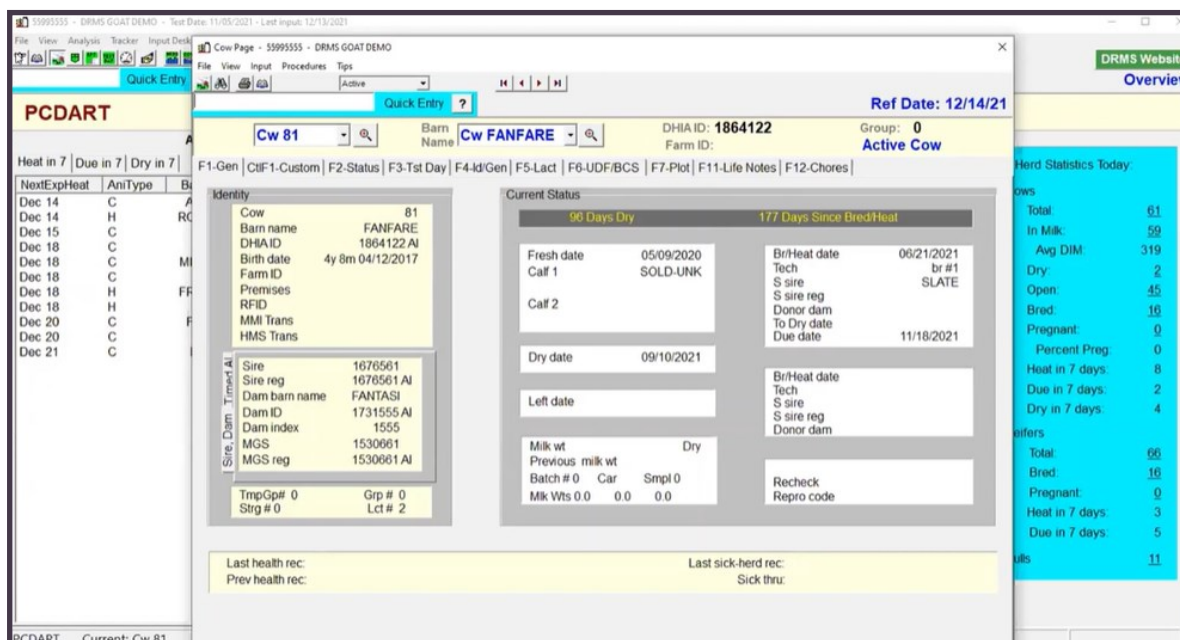 55995555 - DRMS GOAT DEMO - Test Date: 11/05/2021 - Last input: 12/13/2021
File View Analysis Tracker Input Desk
Quick Entry
DRMS Websit
Overvie
PCDART
A
Heat in 7 Due in 7 Dry in 7
NextExpHeat AniType Ba
Dec 14 C A
Dec 14 H RO
Dec 15 C
Dec 18 C
Dec 18 C MI
Dec 18 C
Dec 18 H FR
Dec 18 H
Dec 20 C F
Dec 20 C
Dec 21 C
PCDART Current: Cw 81
Cow Page - 55995555 - DRMS GOAT DEMO
File View Input Procedures Tips
Active
Quick Entry ?
Ref Date: 12/14/21
Cw 81
Barn Name Cw FANFARE
DHIA ID: 1864122
Farm ID:
Group: 0
Active Cow
F1-Gen CtlF1-Custom F2-Status F3-Tst Day F4-Id/Gen F5-Lact F6-UDF/BCS F7-Plot F11-Life Notes F12-Chores
Identity
Cow 81
Barn name FANFARE
DHIA ID 1864122 AI
Birth date 4y 8m 04/12/2017
Farm ID
Premises
RFID
MMI Trans
HMS Trans
Sire, Dam Timed AI
Sire 1676561
Sire reg 1676561 AI
Dam barn name FANTASI
Dam ID 1731555 AI
Dam index 1555
MGS 1530661
MGS reg 1530661 AI
TmpGp# 0 Grp # 0
Strg # 0 Lct # 2
Current Status
96 Days Dry 177 Days Since Bred/Heat
Fresh date 05/09/2020
Calf 1 SOLD-UNK
Calf 2
Dry date 09/10/2021
Left date
Milk wt Dry
Previous milk wt
Batch # 0 Car Smpl 0
Mlk Wts 0.0 0.0 0.0
Br/Heat date 06/21/2021
Tech br #1
S sire SLATE
S sire reg
Donor dam
To Dry date
Due date 11/18/2021
Br/Heat date
Tech
S sire
S sire reg
Donor dam
Recheck
Repro code
Last health rec: Last sick-herd rec:
Prev health rec: Sick thru:
Herd Statistics Today:
ows
Total: 61
In Milk: 59
Avg DIM: 319
Dry: 2
Open: 45
Bred: 16
Pregnant: 0
Percent Preg: 0
Heat in 7 days: 8
Due in 7 days: 2
Dry in 7 days: 4
eifers
Total: 66
Bred: 16
Pregnant: 0
Heat in 7 days: 3
Due in 7 days: 5
ulls 11